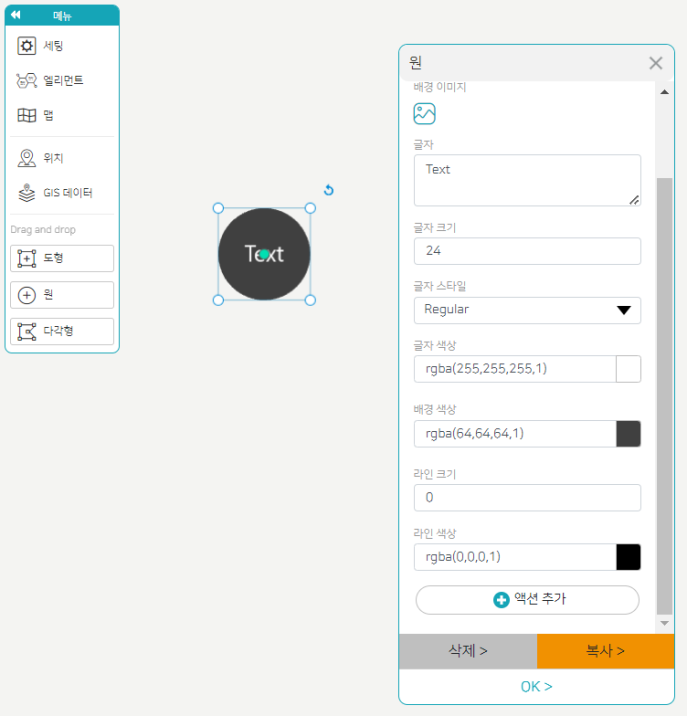 메뉴
세팅
엘리먼트
맵
위치
GIS 데이터
Drag and drop
도형
원
다각형
Text
원
배경 이미지
글자
Text
글자 크기
24
글자 스타일
Regular
글자 색상
rgba(255,255,255,1)
배경 색상
rgba(64,64,64,1)
라인 크기
0
라인 색상
rgba(0,0,0,1)
액션 추가
삭제 >
복사 >
OK >